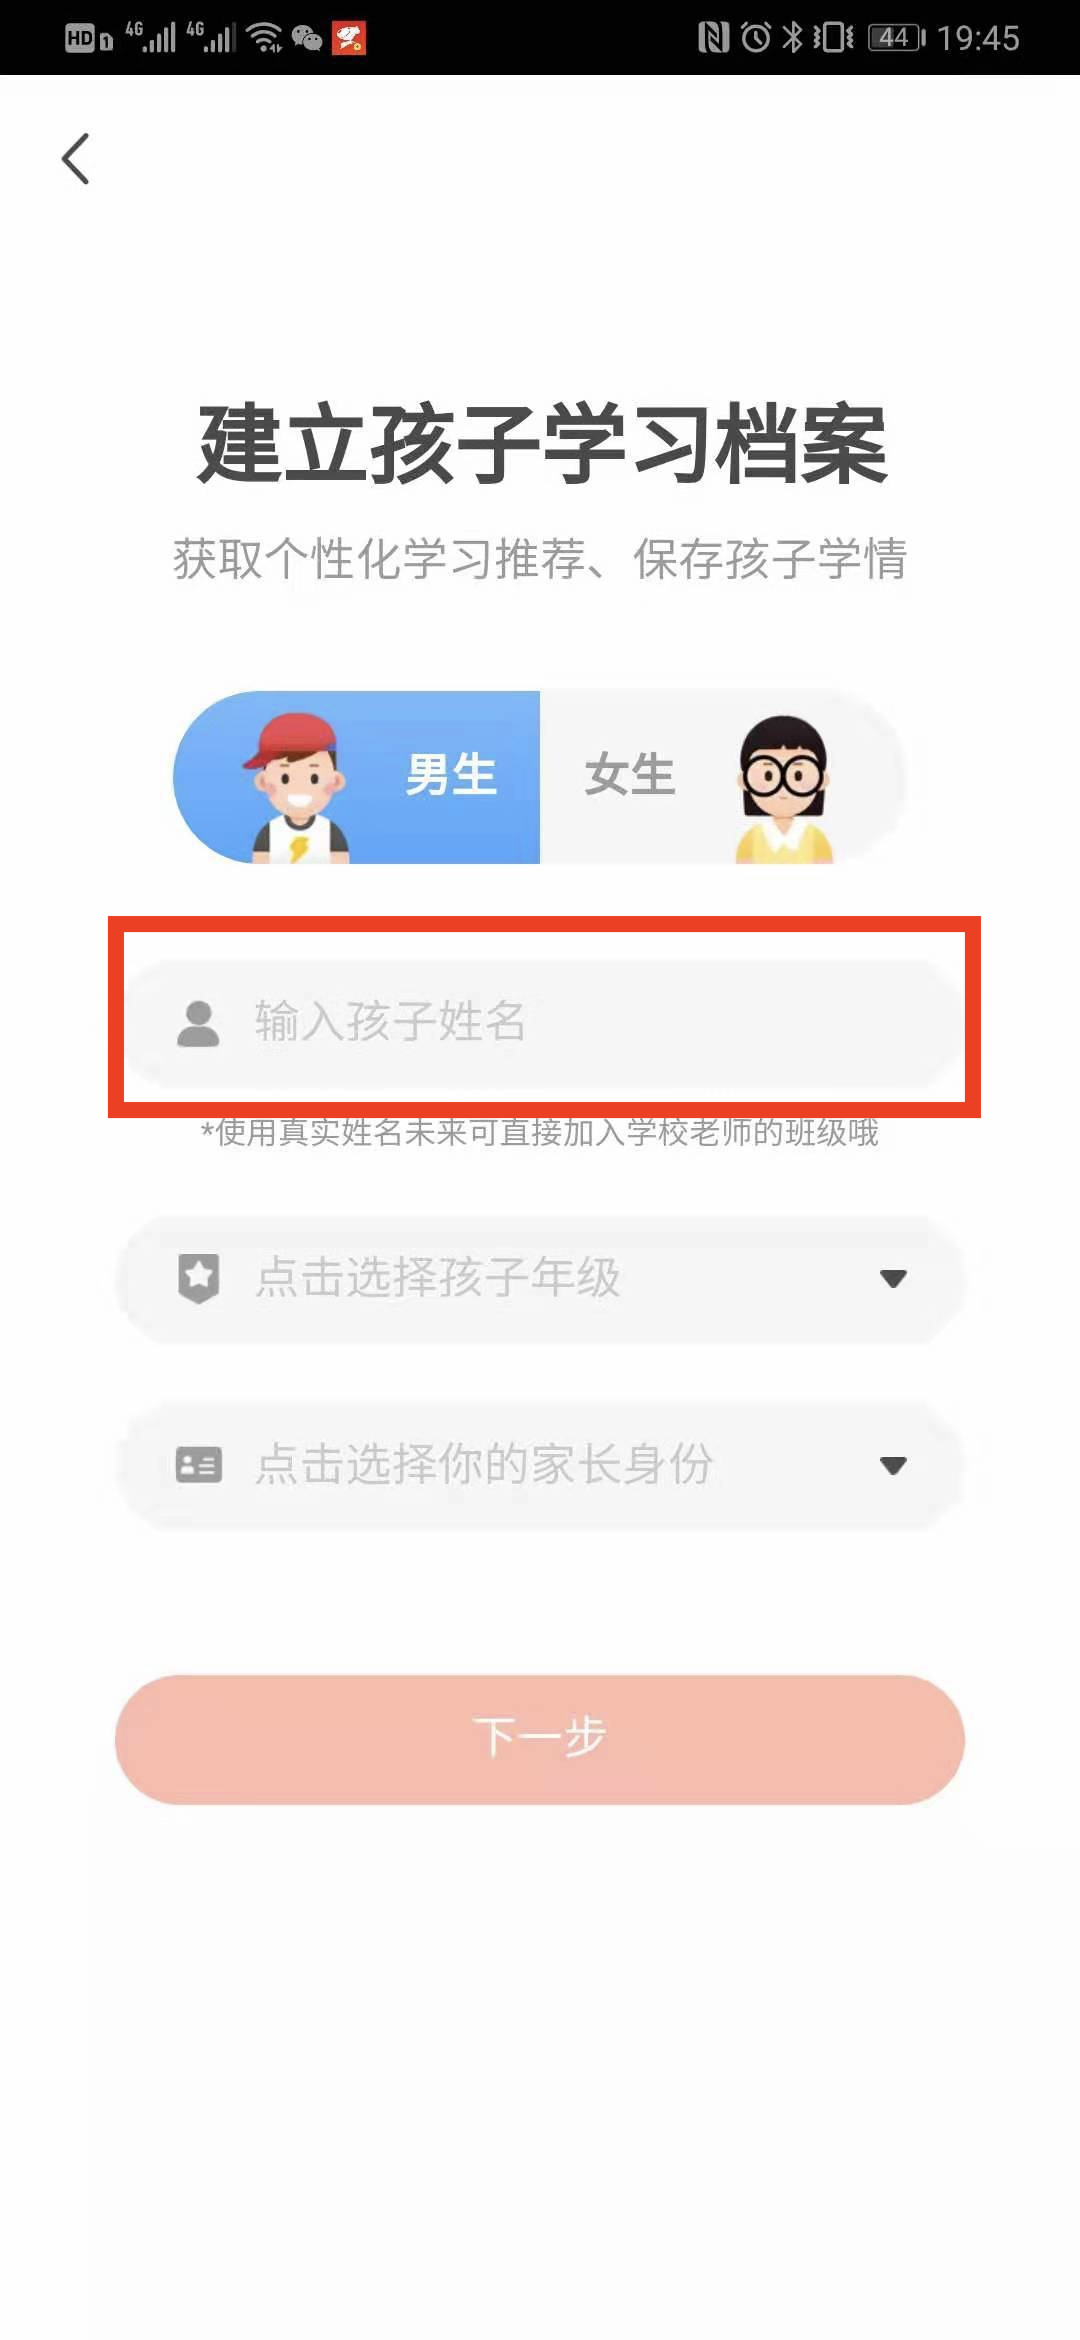 HD 1 4G 4G 44 19:45
建立孩子学习档案
获取个性化学习推荐、保存孩子学情
男生 女生
输入孩子姓名
*使用真实姓名未来可直接加入学校老师的班级哦
点击选择孩子年级
点击选择你的家长身份
下一步